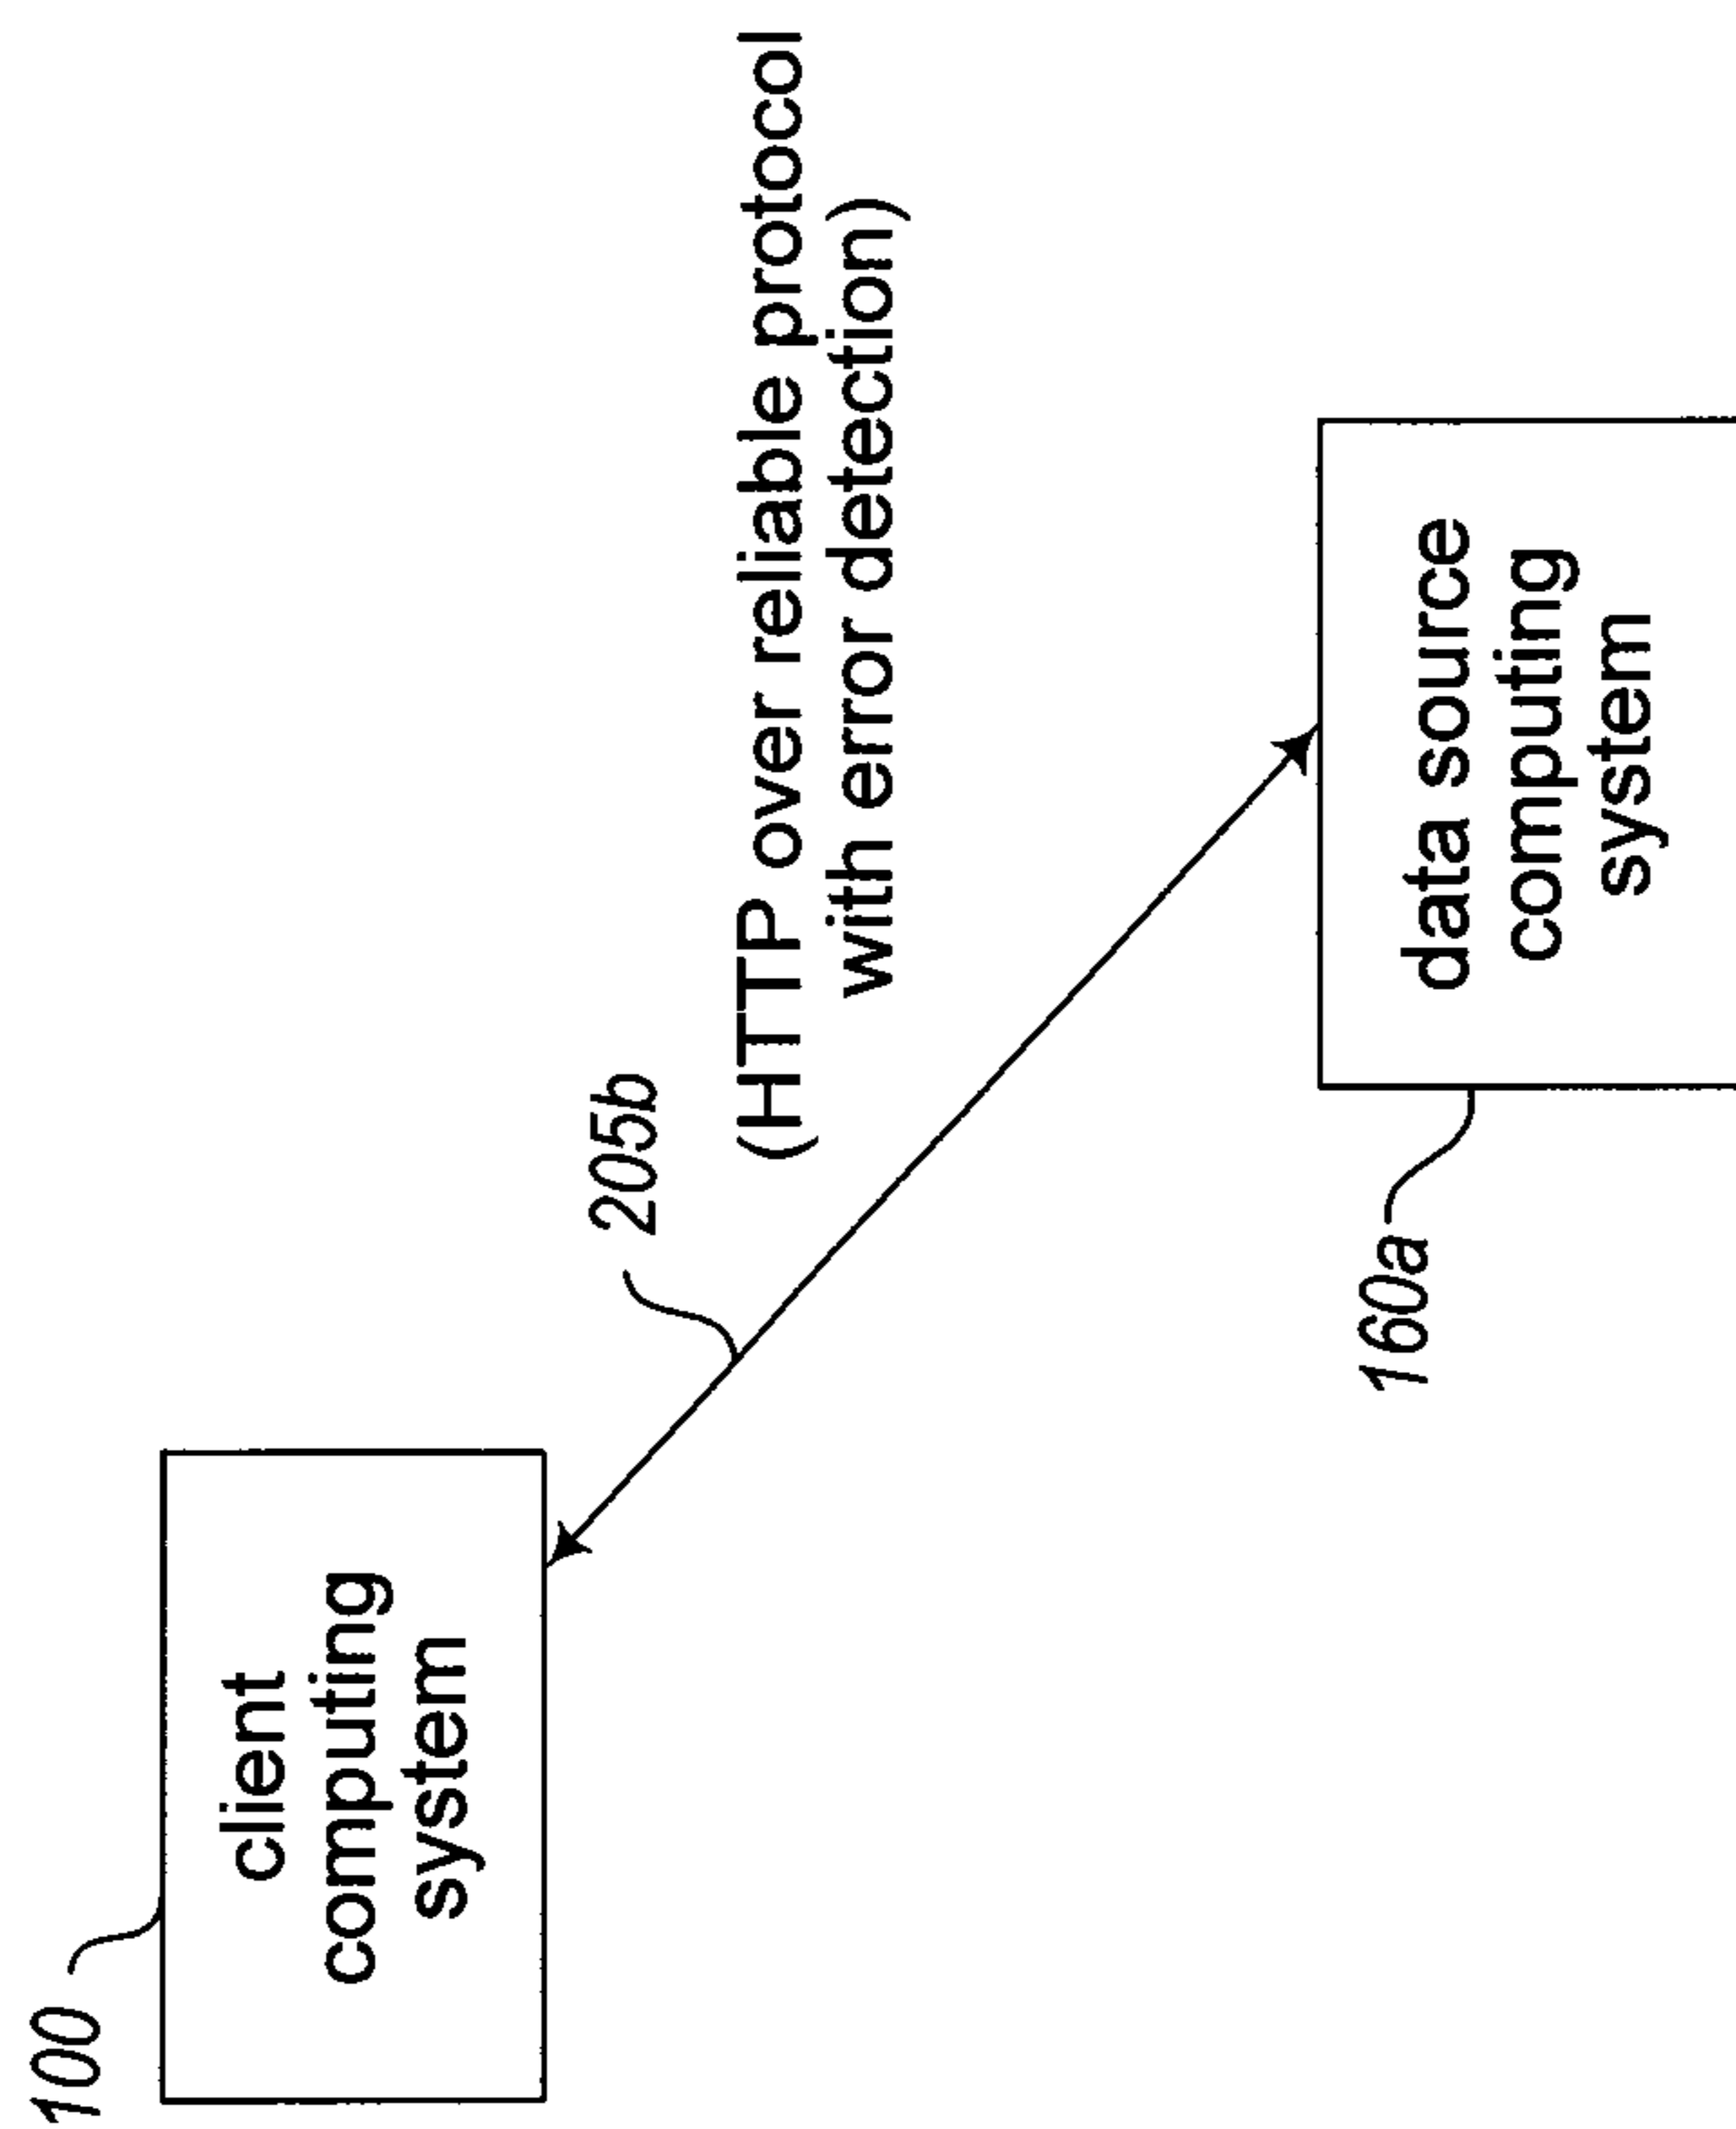 100
client
computing
system
205b
(HTTP over reliable protocol
with error detection)
160a
data source
computing
system